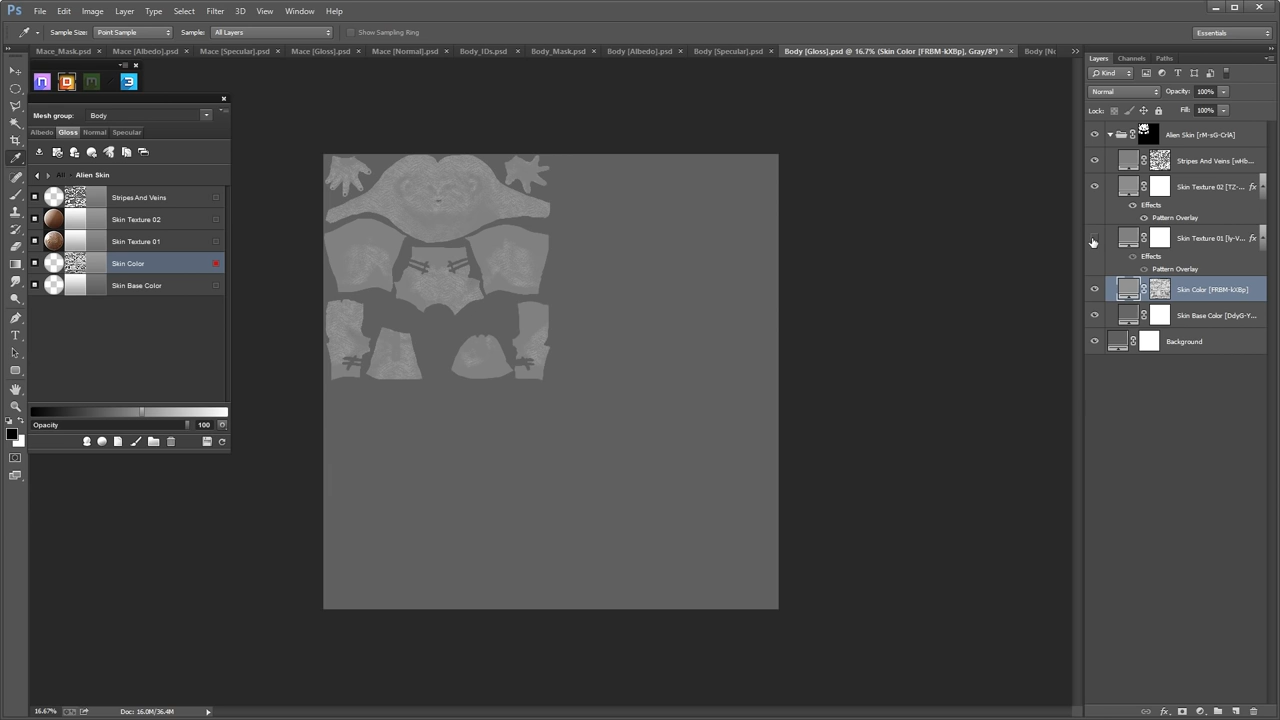 Ps File Edit Image Layer Type Select Filter 3D View Window Help
Sample Size: Point Sample Sample: All Layers Show Sampling Ring Essentials
Mace_Mask.psd Mace [Albedo].psd Mace [Specular].psd Mace [Gloss].psd Mace [Normal].psd Body_IDs.psd Body_Mask.psd Body [Albedo].psd Body [Specular].psd Body [Gloss].psd @ 16.7% (Skin Color [FRBM-kXBp], Gray/8*) *
Mesh group: Body
Albedo Gloss Normal Specular
All Alien Skin
Stripes And Veins
Skin Texture 02
Skin Texture 01
Skin Color
Skin Base Color
Opacity 100
Layers Channels Paths
Kind
Normal Opacity: 100%
Lock: Fill: 100%
Alien Skin [rM-sG-CrlA]
Stripes And Veins [wHb...
Skin Texture 02 [TZ-... fx
Effects
Pattern Overlay
Skin Texture 01 [ly-V... fx
Effects
Pattern Overlay
Skin Color [FRBM-kXBp]
Skin Base Color [DdyG-Y...
Background
16.67% Doc: 16.0M/36.4M